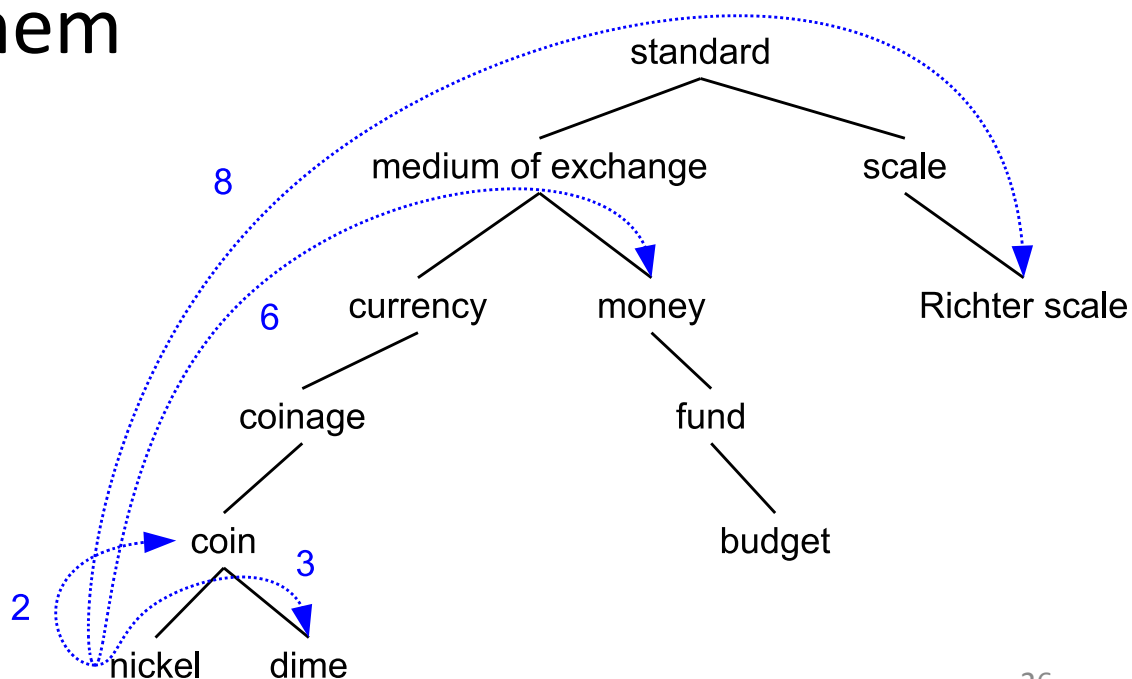 standard
8
medium of exchange scale
6
currency money Richter scale
coinage fund
coin budget
3
2
nickel dime